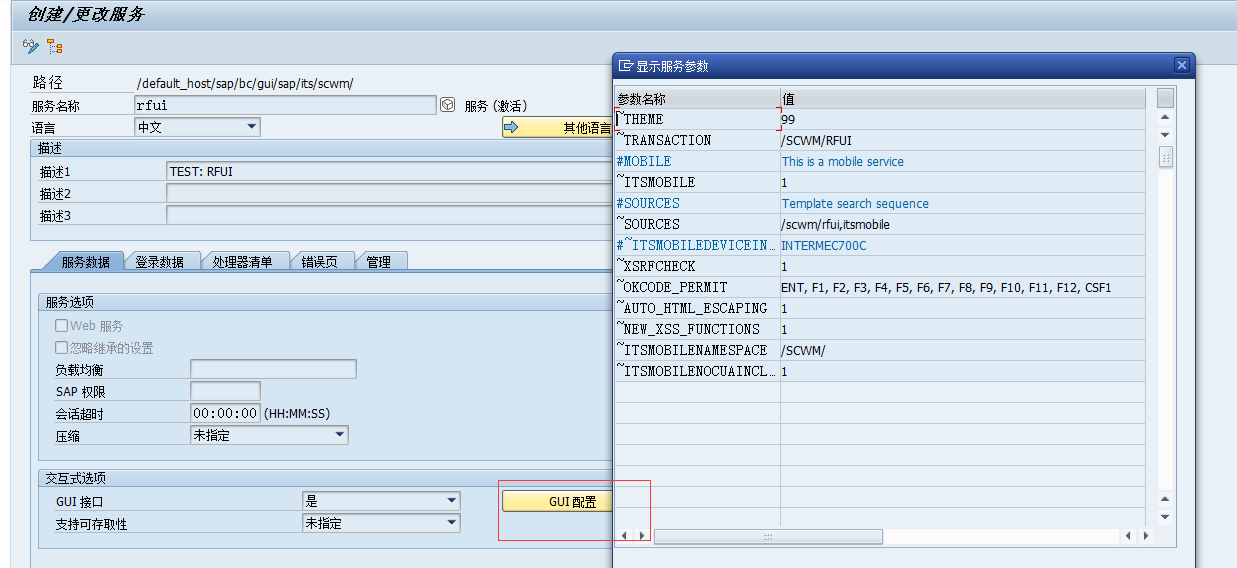 创建/更改服务
路径 /default_host/sap/bc/gui/sap/its/scwm/
服务名称 rfui 服务 (激活)
语言 中文 其他语言
描述
描述1 TEST: RFUI
描述2
描述3
服务数据 登录数据 处理器清单 错误页 管理
服务选项
Web 服务
忽略继承的设置
负载均衡
SAP 权限
会话超时 00:00:00 (HH:MM:SS)
压缩 未指定
交互式选项
GUI 接口 是 GUI 配置
支持可存取性 未指定
显示服务参数
参数名称 值
~THEME 99
~TRANSACTION /SCWM/RFUI
#MOBILE This is a mobile service
~ITSMOBILE 1
#SOURCES Template search sequence
~SOURCES /scwm/rfui,itsmobile
#~ITSMOBILEDEVICEIN... INTERMEC700C
~XSRFCHECK 1
~OKCODE_PERMIT ENT, F1, F2, F3, F4, F5, F6, F7, F8, F9, F10, F11, F12, CSF1
~AUTO_HTML_ESCAPING 1
~NEW_XSS_FUNCTIONS 1
~ITSMOBILENAMESPACE /SCWM/
~ITSMOBILENOCUAINCL... 1